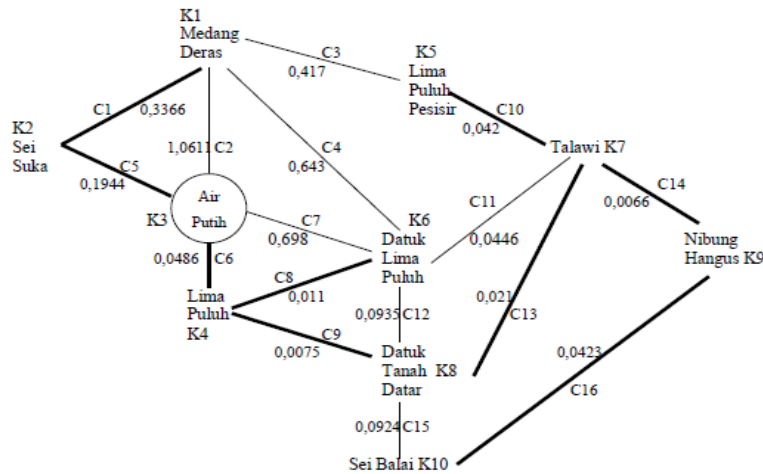 K1
Medang
Deras
C3
0,417
K5
Lima
Puluh
Pesisir
C1
0,3366
C10
0,042
K2
Sei
Suka
1,0611 C2
C4
0,643
Talawi K7
C5
0,1944
C14
0,0066
Air
Putih
K3
C11
0,0446
C7
0,698
K6
Datuk
Lima
Puluh
Nibung
Hangus K9
0,0486 C6
C8
0,011
Lima
Puluh
K4
0,021
C13
0,0935 C12
C9
0,0075
Datuk
Tanah K8
Datar
0,0423
C16
0,0924 C15
Sei Balai K10